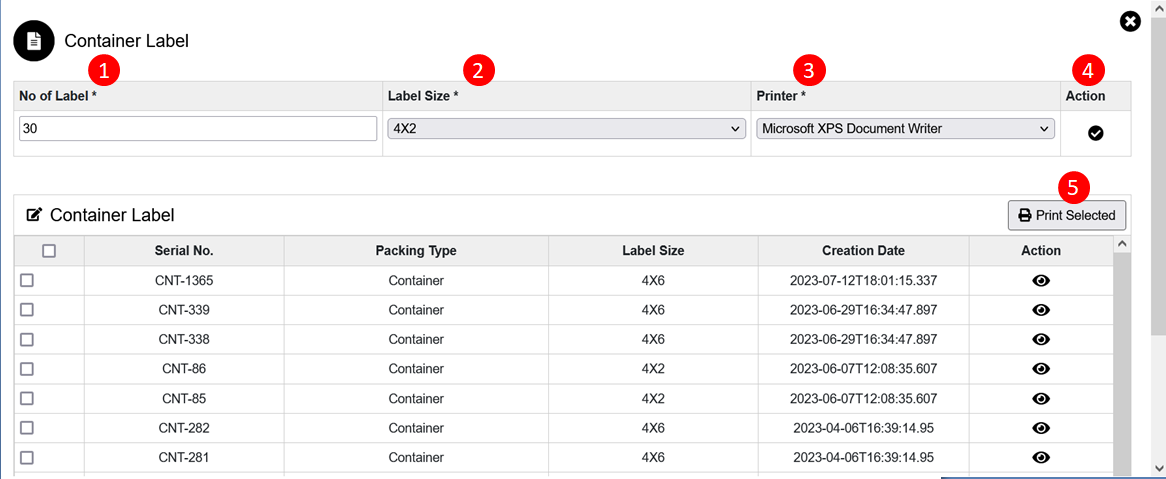 Container Label
1 2 3 4
No of Label * Label Size * Printer * Action
30 4X2 Microsoft XPS Document Writer
5
Container Label Print Selected
Serial No. Packing Type Label Size Creation Date Action
CNT-1365 Container 4X6 2023-07-12T18:01:15.337
CNT-339 Container 4X6 2023-06-29T16:34:47.897
CNT-338 Container 4X6 2023-06-29T16:34:47.897
CNT-86 Container 4X2 2023-06-07T12:08:35.607
CNT-85 Container 4X2 2023-06-07T12:08:35.607
CNT-282 Container 4X6 2023-04-06T16:39:14.95
CNT-281 Container 4X6 2023-04-06T16:39:14.95